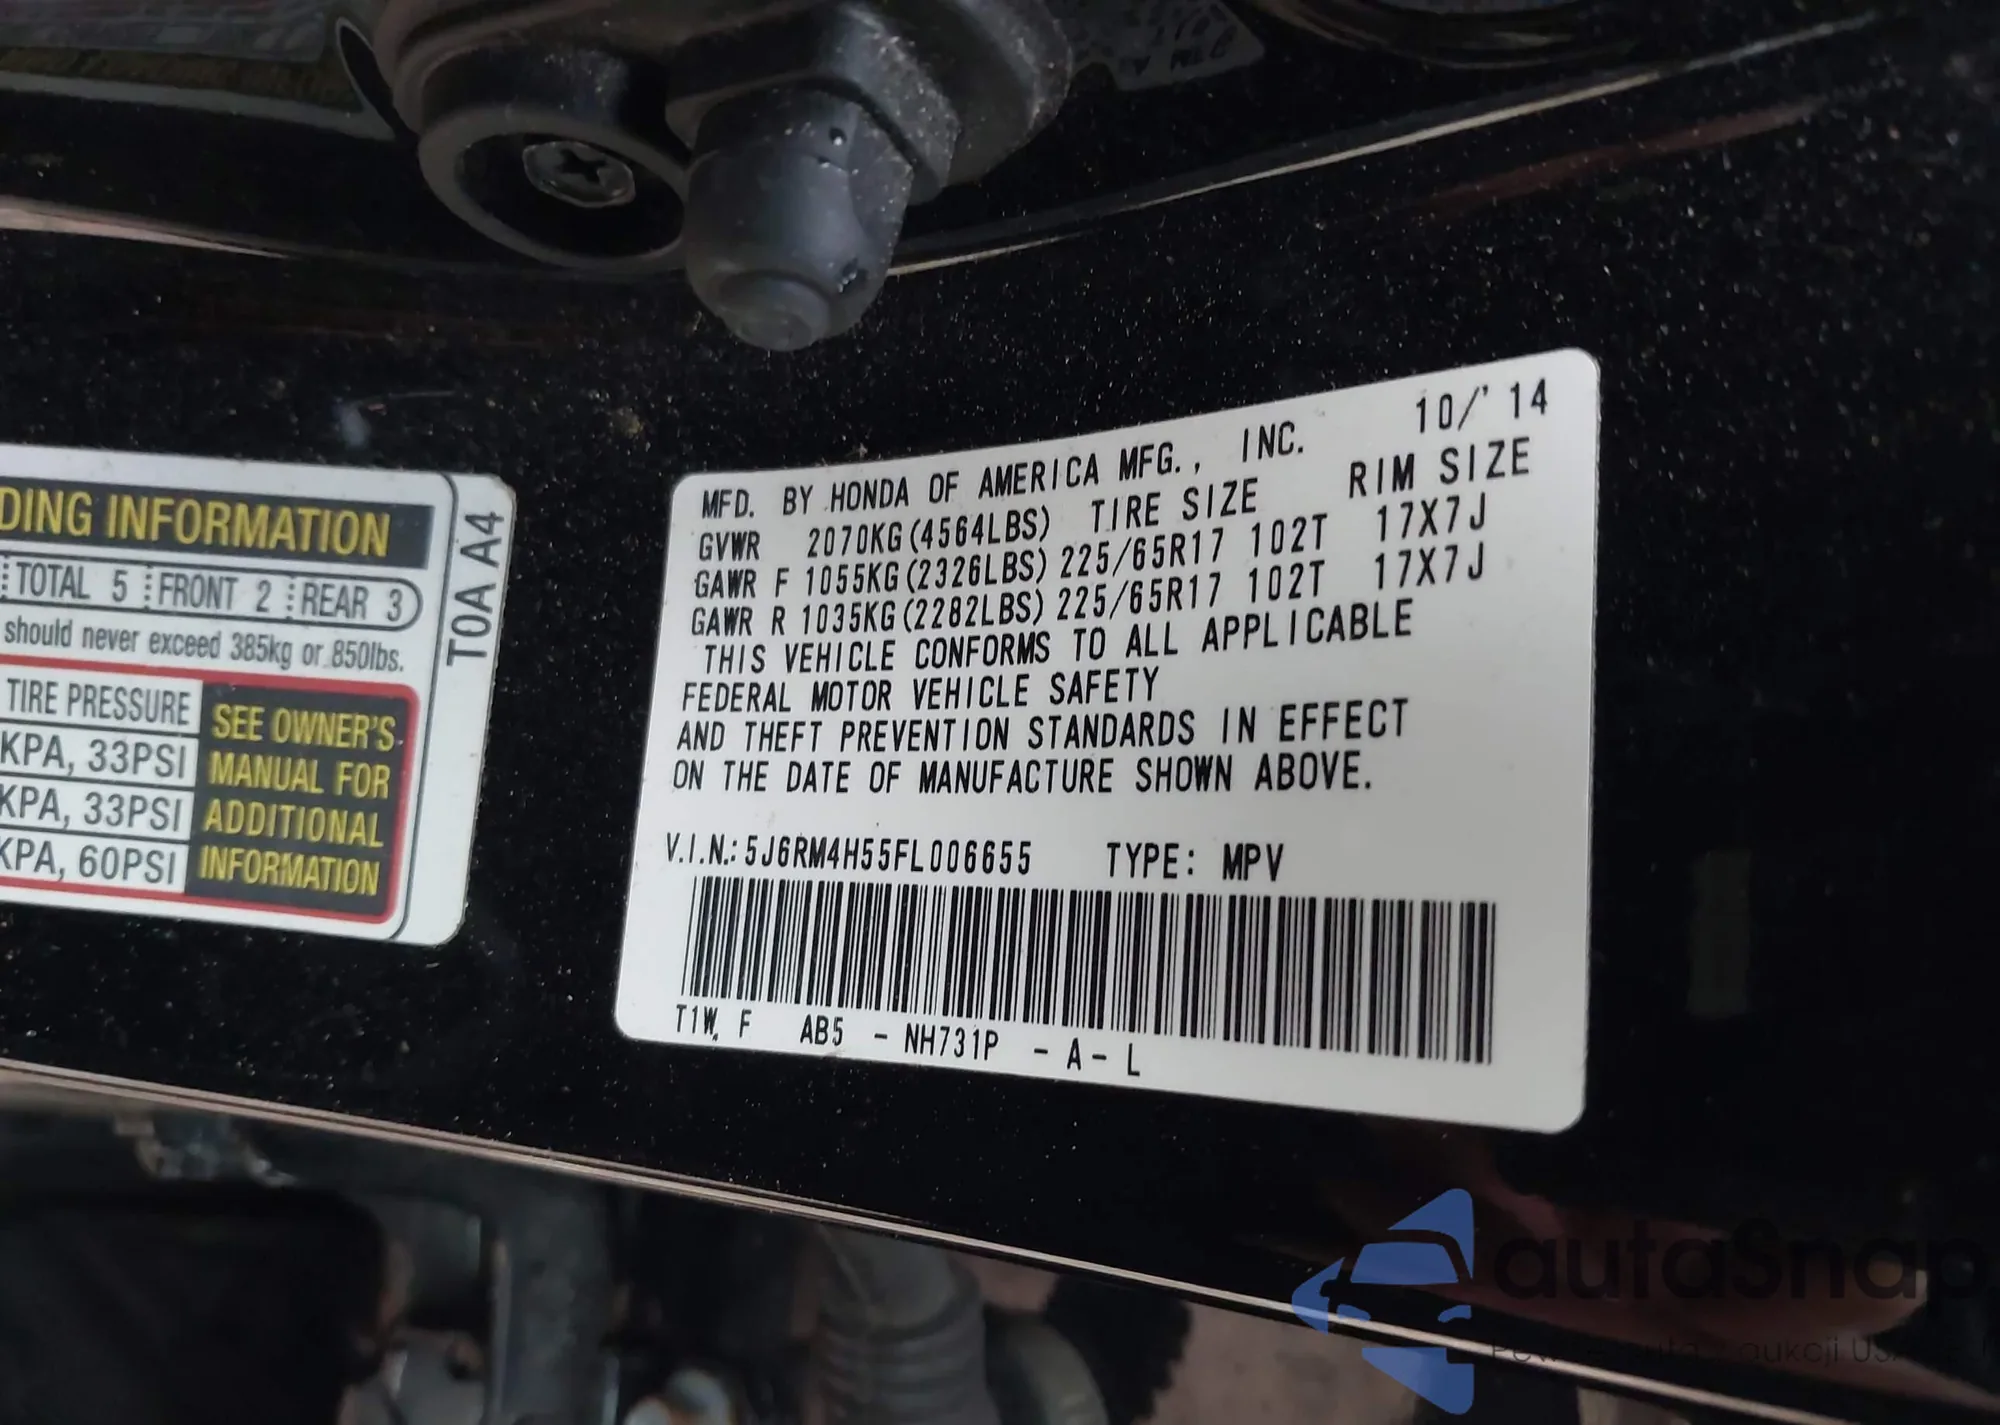 DING INFORMATION
TOTAL 5 FRONT 2 REAR 3
should never exceed 385kg or 850lbs.
TIRE PRESSURE
KPA, 33PSI
KPA, 33PSI
KPA, 60PSI
SEE OWNER'S
MANUAL FOR
ADDITIONAL
INFORMATION
T0A A4
10/'14
MFD. BY HONDA OF AMERICA MFG., INC.
GVWR 2070KG(4564LBS) TIRE SIZE RIM SIZE
GAWR F 1055KG(2326LBS) 225/65R17 102T 17X7J
GAWR R 1035KG(2282LBS) 225/65R17 102T 17X7J
THIS VEHICLE CONFORMS TO ALL APPLICABLE
FEDERAL MOTOR VEHICLE SAFETY
AND THEFT PREVENTION STANDARDS IN EFFECT
ON THE DATE OF MANUFACTURE SHOWN ABOVE.
V.I.N.: 5J6RM4H55FL006655 TYPE: MPV
T1W, F AB5 - NH731P - A - L
autaSnap
aukcji